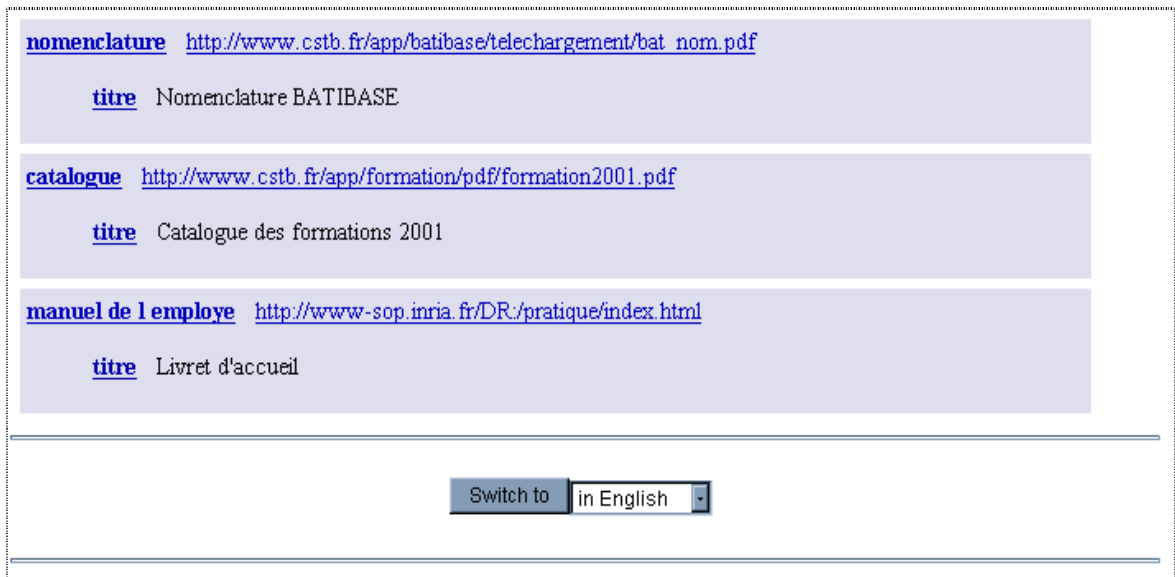 nomenclature http://www.cstb.fr/app/batibase/telechargement/bat_nom.pdf
titre Nomenclature BATIBASE
catalogue http://www.cstb.fr/app/formation/pdf/formation2001.pdf
titre Catalogue des formations 2001
manuel de l employe http://www-sop.inria.fr/DR:/pratique/index.html
titre Livret d'accueil
Switch to in English